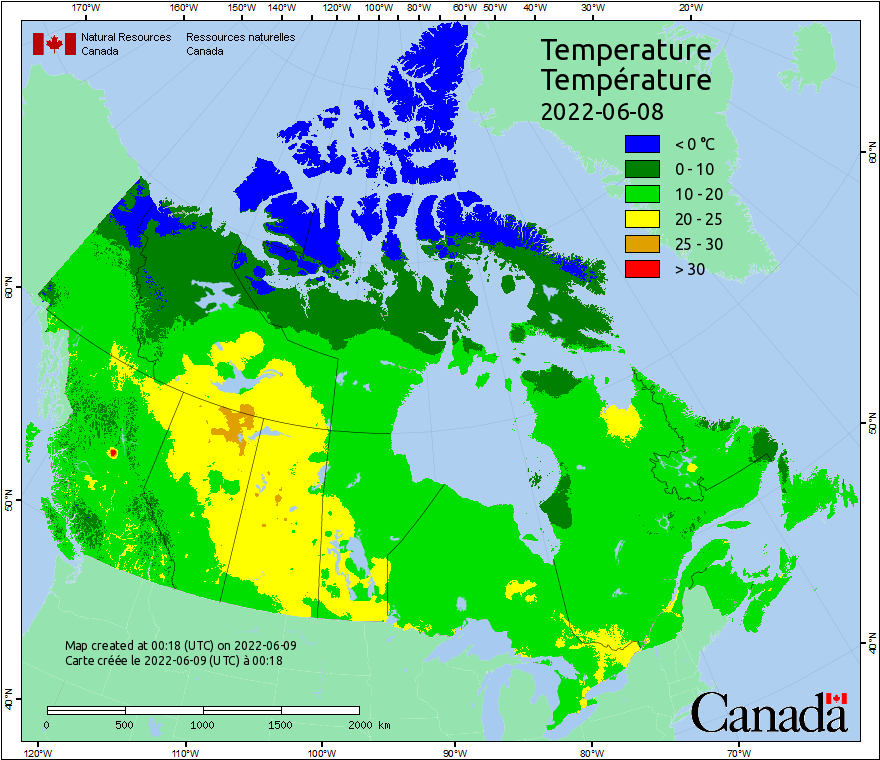 170°W 160°W 150°W 140°W 130°W 120°W 110°W 100°W 90°W 80°W 60°W 50°W 40°W 30°W 20°W
Natural Resources Canada
Ressources naturelles Canada
Temperature
Température
2022-06-08
< 0 °C
0 - 10
10 - 20
20 - 25
25 - 30
> 30
60°N
60°N
50°N
50°N
40°N
40°N
Map created at 00:18 (UTC) on 2022-06-09
Carte créée le 2022-06-09 (UTC) à 00:18
0 500 1000 1500 2000 km
Canada
120°W 110°W 100°W 90°W 80°W 70°W